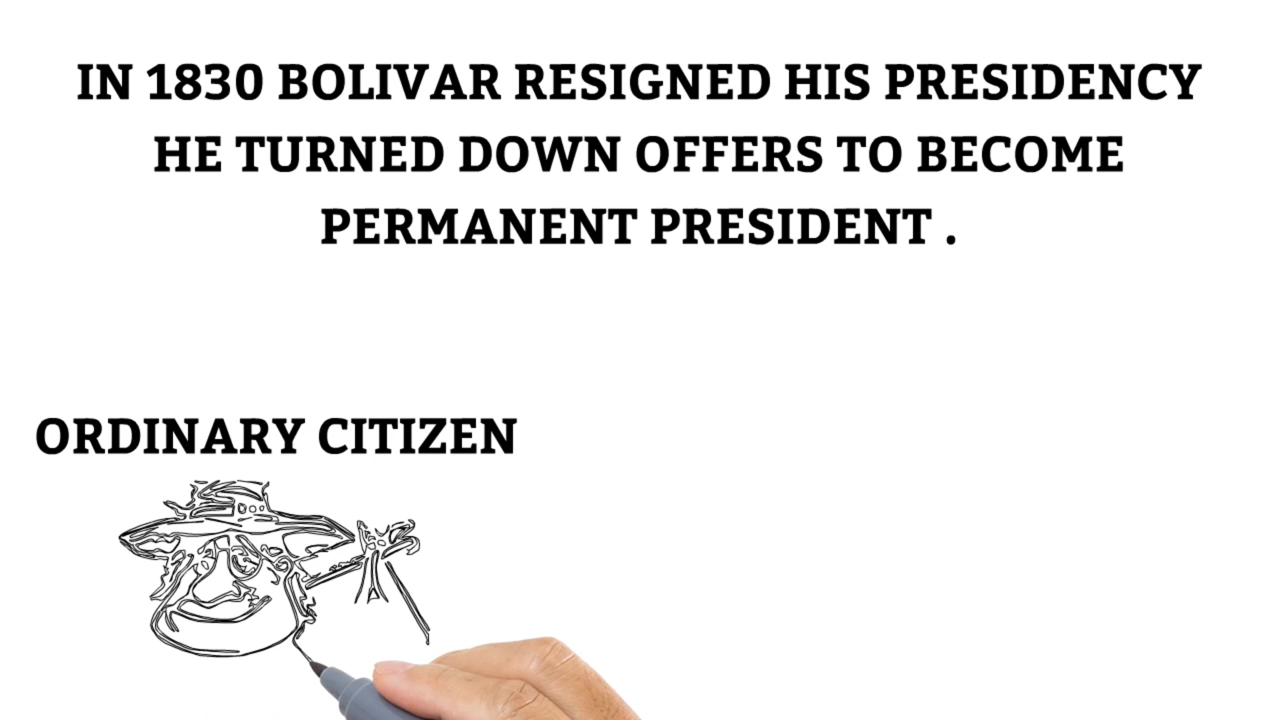 IN 1830 BOLIVAR RESIGNED HIS PRESIDENCY
HE TURNED DOWN OFFERS TO BECOME
PERMANENT PRESIDENT .
ORDINARY CITIZEN